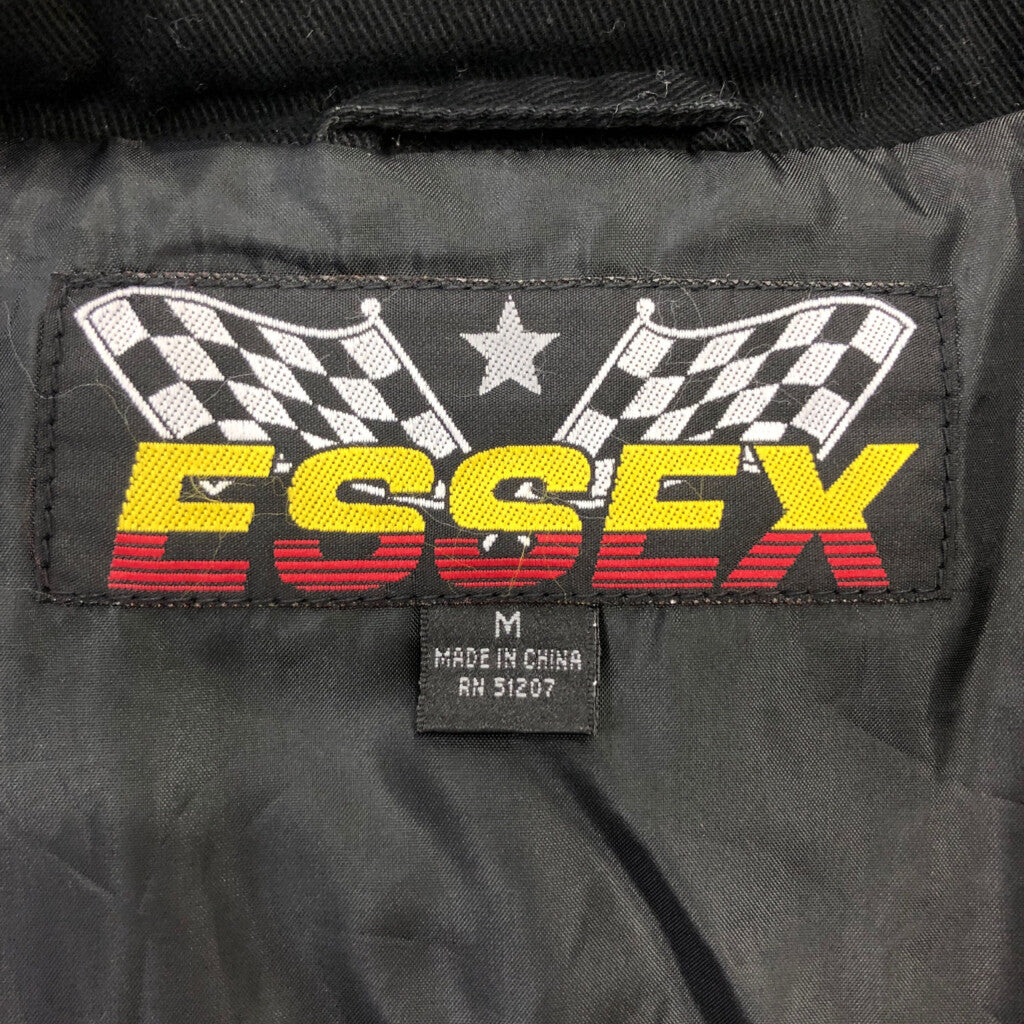 ESSEX
M
MADE IN CHINA
RN 51207